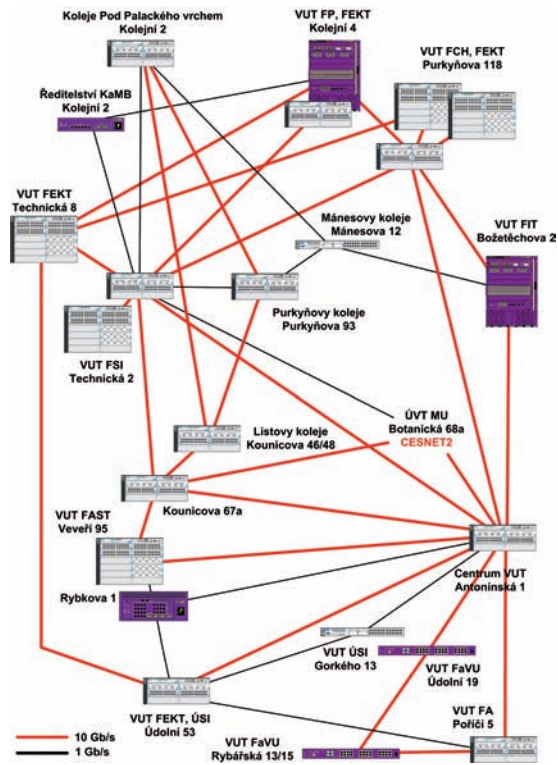 Koleje Pod Palackého vrchem
Kolejní 2
VUT FP, FEKT
Kolejní 4
VUT FCH, FEKT
Purkyňova 118
Ředitelství KaMB
Kolejní 2
VUT FEKT
Technická 8
Mánesovy koleje
Mánesova 12
VUT FIT
Božetěchova 2
Purkyňovy koleje
Purkyňova 93
VUT FSI
Technická 2
ÚVT MU
Botanická 68a
CESNET2
Listovy koleje
Kounicova 46/48
Kounicova 67a
VUT FAST
Veveří 95
Centrum VUT
Antonínská 1
Rybkova 1
VUT ÚSI
Gorkého 13
VUT FaVU
Údolní 19
VUT FEKT, ÚSI
Údolní 53
VUT FA
Poříčí 5
VUT FaVU
Rybářská 13/15
10 Gb/s
1 Gb/s